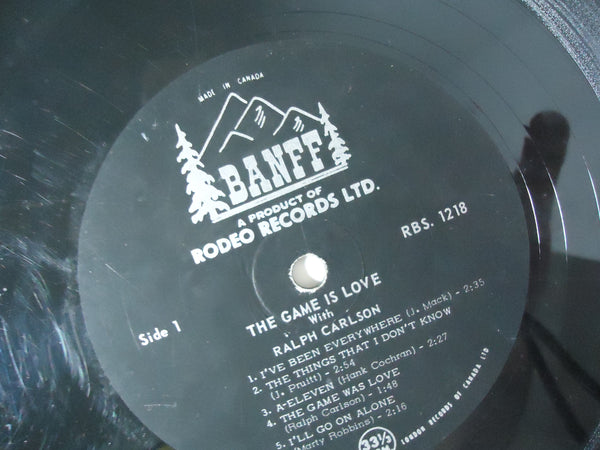 MADE IN CANADA
BANFF
A PRODUCT OF
RODEO RECORDS LTD.
RBS. 1218
Side 1
THE GAME IS LOVE
With
RALPH CARLSON
1. I'VE BEEN EVERYWHERE (J. Mack) - 2:35
2. THE THINGS THAT I DON'T KNOW
(J. Pruitt) - 2:54
3. A-ELEVEN (Hank Cochran) - 2:27
4. THE GAME WAS LOVE
(Ralph Carlson) - 1:48
5. I'LL GO ON ALONE
(Marty Robbins) - 2:16
33⅓
LONDON RECORDS OF CANADA LTD